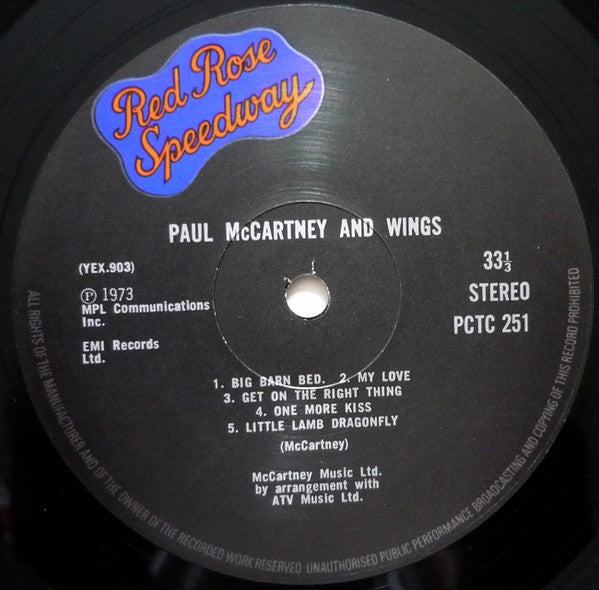 Red Rose
Speedway
PAUL McCARTNEY AND WINGS
(YEX.903)
Ⓟ 1973
MPL Communications
Inc.
EMI Records
Ltd.
33⅓
STEREO
PCTC 251
1. BIG BARN BED. 2. MY LOVE
3. GET ON THE RIGHT THING
4. ONE MORE KISS
5. LITTLE LAMB DRAGONFLY
(McCartney)
McCartney Music Ltd.
by arrangement with
ATV Music Ltd.
ALL RIGHTS OF THE MANUFACTURER AND OF THE OWNER OF THE RECORDED WORK RESERVED UNAUTHORISED PUBLIC PERFORMANCE BROADCASTING AND COPYING OF THIS RECORD PROHIBITED